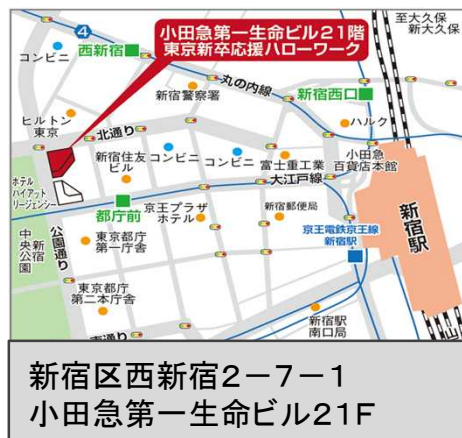 小田急第一生命ビル21階
東京新卒応援ハローワーク
至大久保
新大久保
4
西新宿
コンビニ
丸の内線
新宿西口
新宿警察署
ヒルトン
東京
北通り
ハルク
小田急
百貨店本館
新宿住友
ビル
コンビニ
コンビニ
富士重工業
大江戸線
ホテル
ハイアット
リージェンシー
都庁前
京王プラザ
ホテル
新宿郵便局
京王電鉄京王線
新宿駅
新宿駅
新宿
中央公園
公園通り
東京都庁
第一庁舎
東京都庁
第二本庁舎
新宿駅
南口局
南通り
山
新宿区西新宿2-7-1
小田急第一生命ビル21F